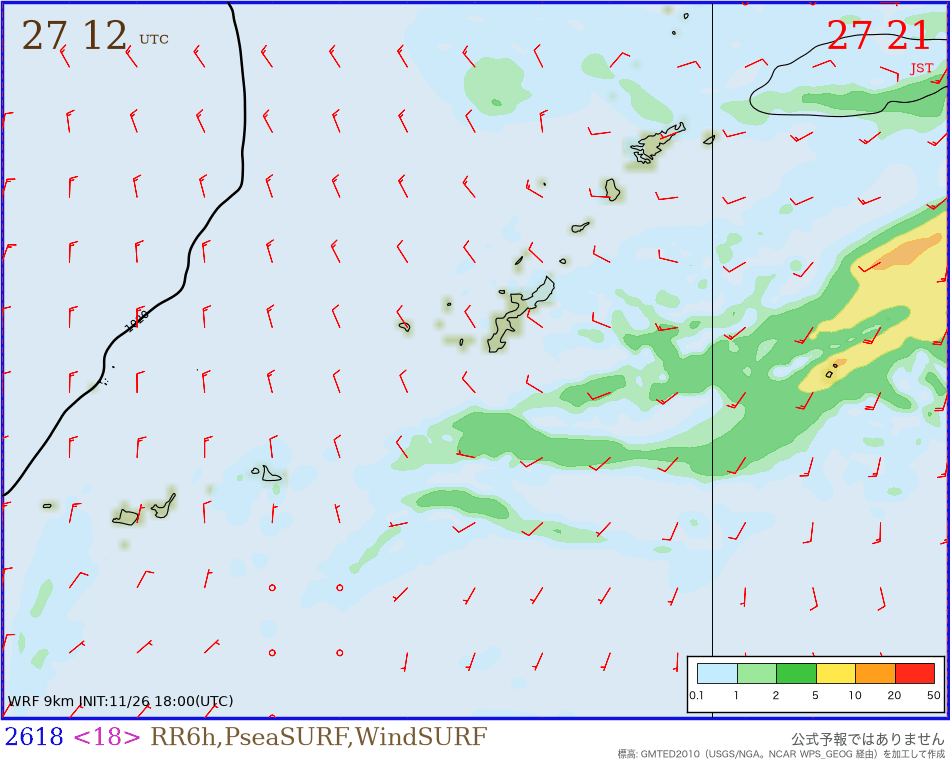 27 12 UTC
27 21
JST
WRF 9km INIT:11/26 18:00(UTC)
0.1 1 2 5 10 20 50
2618 <18> RR6h,PseaSURF,WindSURF
公式予報ではありません
標高: GMTED2010（USGS/NGA。NCAR WPS_GEOG 経由）を加工して作成